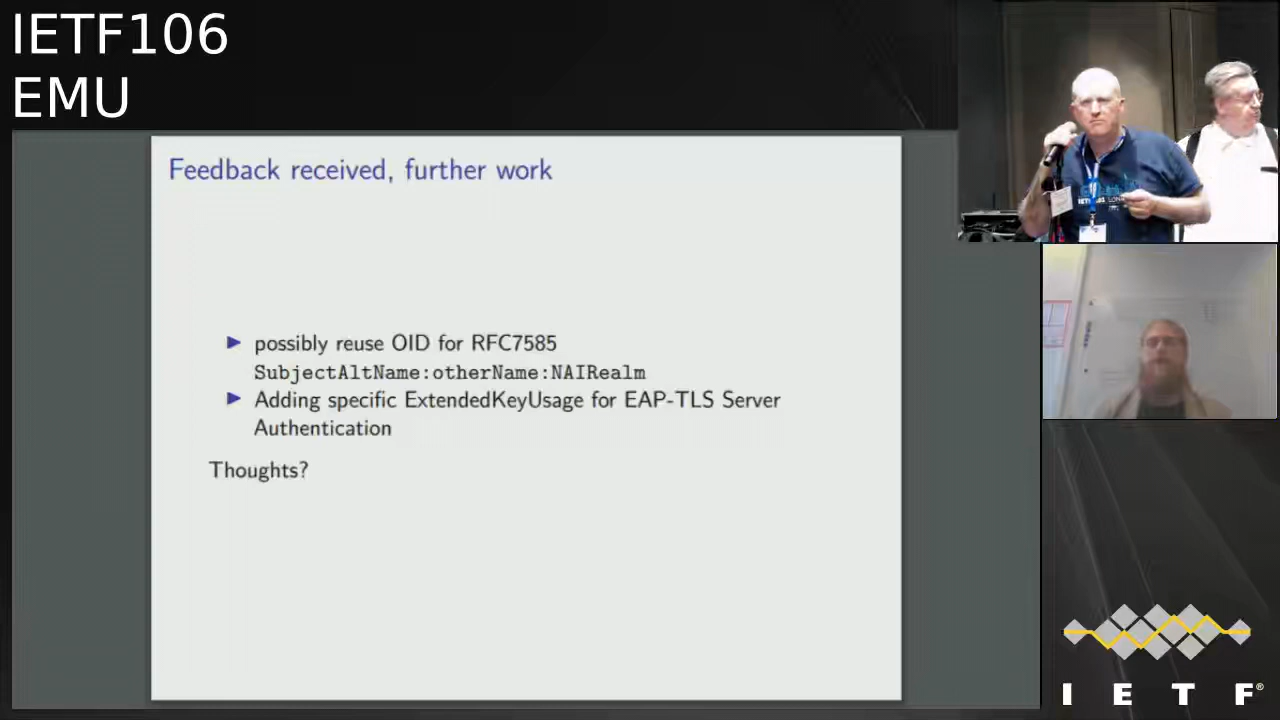 IETF106
EMU
Feedback received, further work
possibly reuse OID for RFC7585
SubjectAltName:otherName:NAIRealm
Adding specific ExtendedKeyUsage for EAP-TLS Server
Authentication
Thoughts?
I E T F®